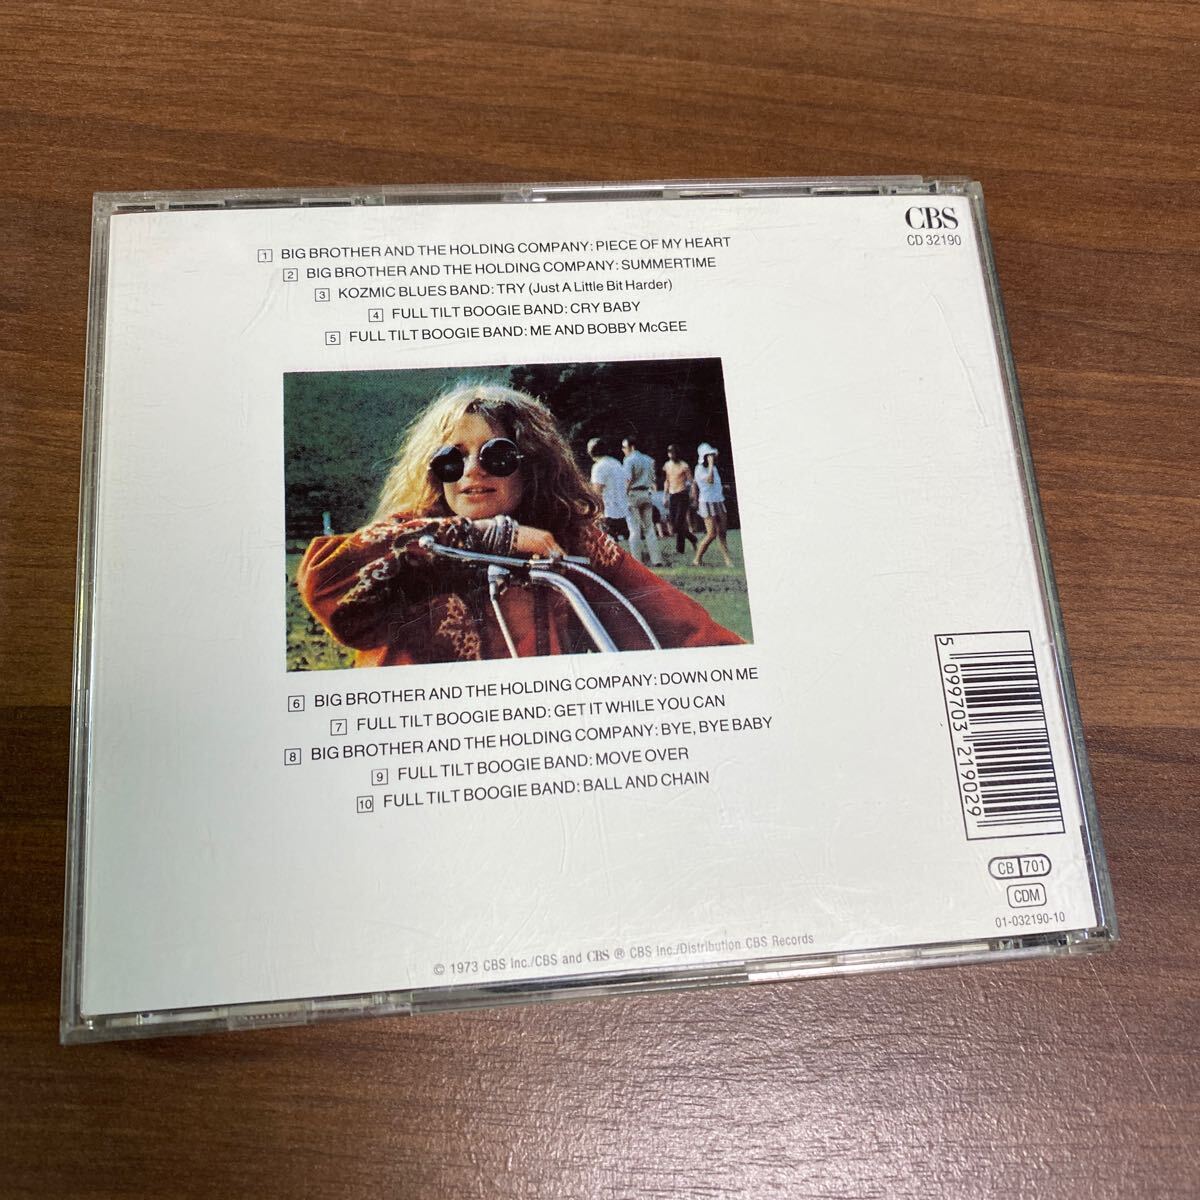 CBS
CD 32190
1 BIG BROTHER AND THE HOLDING COMPANY: PIECE OF MY HEART
2 BIG BROTHER AND THE HOLDING COMPANY: SUMMERTIME
3 KOZMIC BLUES BAND: TRY (Just A Little Bit Harder)
4 FULL TILT BOOGIE BAND: CRY BABY
5 FULL TILT BOOGIE BAND: ME AND BOBBY McGEE
6 BIG BROTHER AND THE HOLDING COMPANY: DOWN ON ME
7 FULL TILT BOOGIE BAND: GET IT WHILE YOU CAN
8 BIG BROTHER AND THE HOLDING COMPANY: BYE, BYE BABY
9 FULL TILT BOOGIE BAND: MOVE OVER
10 FULL TILT BOOGIE BAND: BALL AND CHAIN
5 099703 219029
CB 701
CDM
01-032190-10
© 1973 CBS Inc./CBS and CBS ® CBS Inc./Distribution CBS Records